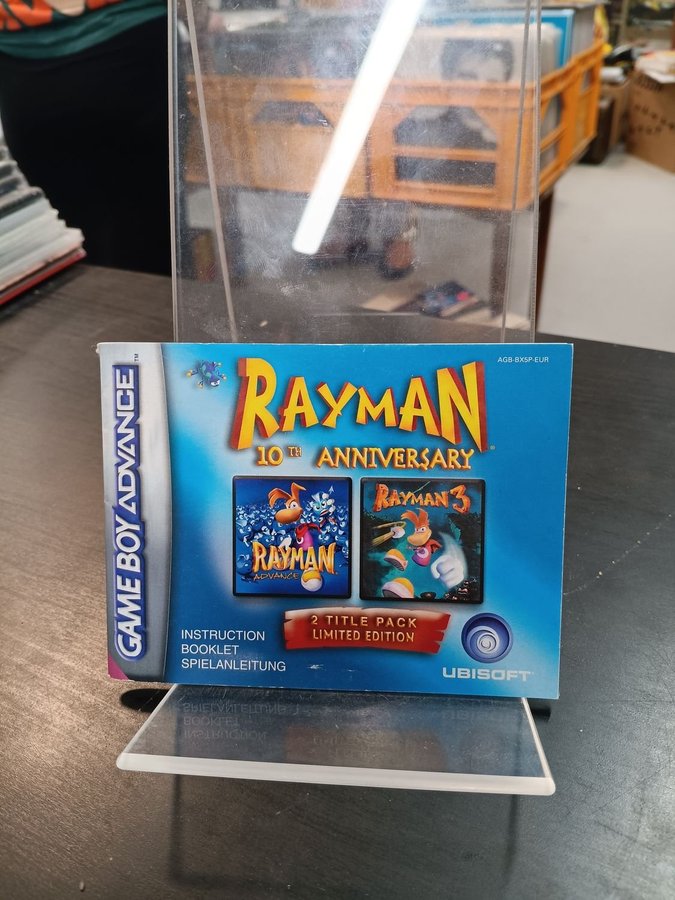 GAME BOY ADVANCE™
AGB-BX5P-EUR
RAYMAN
10TH ANNIVERSARY®
RAYMAN
ADVANCE
RAYMAN 3
2 TITLE PACK
LIMITED EDITION
INSTRUCTION
BOOKLET
SPIELANLEITUNG
UBISOFT